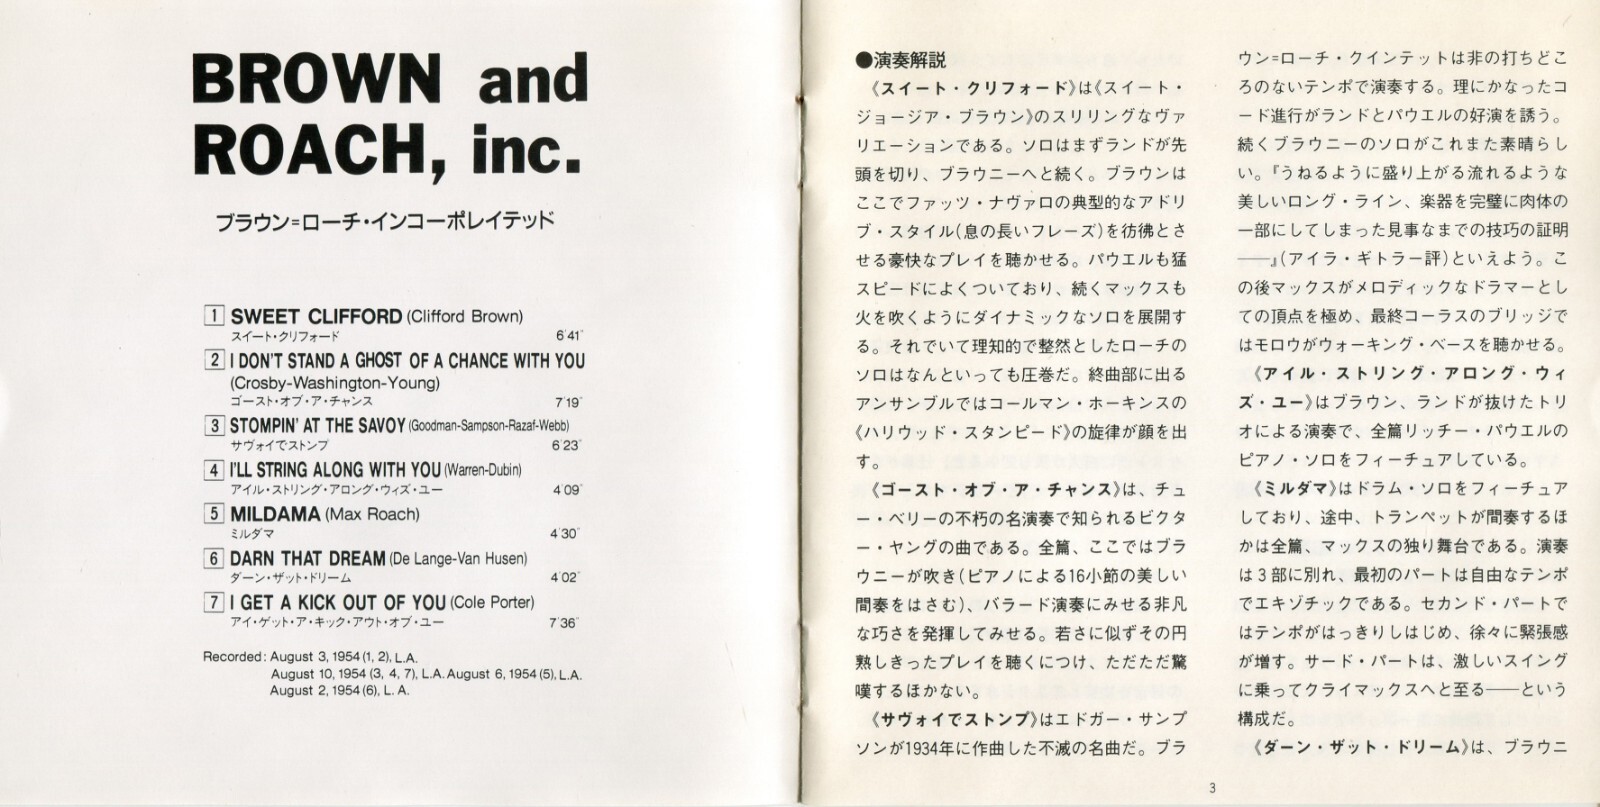 BROWN and
ROACH, inc.
ブラウン=ローチ・インコーポレイテッド
1 SWEET CLIFFORD (Clifford Brown)
スイート・クリフォード 6′41″
2 I DON'T STAND A GHOST OF A CHANCE WITH YOU
(Crosby-Washington-Young)
ゴースト・オブ・ア・チャンス 7′19″
3 STOMPIN' AT THE SAVOY (Goodman-Sampson-Razaf-Webb)
サヴォイでストンプ 6′23″
4 I'LL STRING ALONG WITH YOU (Warren-Dubin)
アイル・ストリング・アロング・ウィズ・ユー 4′09″
5 MILDAMA (Max Roach)
ミルダマ 4′30″
6 DARN THAT DREAM (De Lange-Van Husen)
ダーン・ザット・ドリーム 4′02″
7 I GET A KICK OUT OF YOU (Cole Porter)
アイ・ゲット・ア・キック・アウト・オブ・ユー 7′36″
Recorded: August 3, 1954 (1, 2), L.A.
August 10, 1954 (3, 4, 7), L.A. August 6, 1954 (5), L.A.
August 2, 1954 (6), L. A.
●演奏解説
《スイート・クリフォード》は《スイート・
ジョージア・ブラウン》のスリリングなヴァ
リエーションである。ソロはまずランドが先
頭を切り、ブラウニーへと続く。ブラウンは
ここでファッツ・ナヴァロの典型的なアドリ
ブ・スタイル(息の長いフレーズ)を彷彿とさ
せる豪快なプレイを聴かせる。パウエルも猛
スピードによくついており、続くマックスも
火を吹くようにダイナミックなソロを展開す
る。それでいて理知的で整然としたローチの
ソロはなんといっても圧巻だ。終曲部に出る
アンサンブルではコールマン・ホーキンスの
《ハリウッド・スタンピード》の旋律が顔を出
す。
《ゴースト・オブ・ア・チャンス》は、チュ
ー・ベリーの不朽の名演奏で知られるビクタ
ー・ヤングの曲である。全篇、ここではブラ
ウニーが吹き(ピアノによる16小節の美しい
間奏をはさむ)、バラード演奏にみせる非凡
な巧さを発揮してみせる。若さに似ずその円
熟しきったプレイを聴くにつけ、ただただ驚
嘆するほかない。
《サヴォイでストンプ》はエドガー・サンプ
ソンが1934年に作曲した不滅の名曲だ。ブラ
ウン=ローチ・クインテットは非の打ちどこ
ろのないテンポで演奏する。理にかなったコ
ード進行がランドとパウエルの好演を誘う。
続くブラウニーのソロがこれまた素晴らし
い。『うねるように盛り上がる流れるような
美しいロング・ライン、楽器を完璧に肉体の
一部にしてしまった見事なまでの技巧の証明
――』(アイラ・ギトラー評)といえよう。こ
の後マックスがメロディックなドラマーとし
ての頂点を極め、最終コーラスのブリッジで
はモロウがウォーキング・ベースを聴かせる。
《アイル・ストリング・アロング・ウィ
ズ・ユー》はブラウン、ランドが抜けたトリ
オによる演奏で、全篇リッチー・パウエルの
ピアノ・ソロをフィーチュアしている。
《ミルダマ》はドラム・ソロをフィーチュア
しており、途中、トランペットが間奏するほ
かは全篇、マックスの独り舞台である。演奏
は3部に別れ、最初のパートは自由なテンポ
でエキゾチックである。セカンド・パートで
はテンポがはっきりしはじめ、徐々に緊張感
が増す。サード・パートは、激しいスイング
に乗ってクライマックスへと至る――という
構成だ。
《ダーン・ザット・ドリーム》は、ブラウニ
3